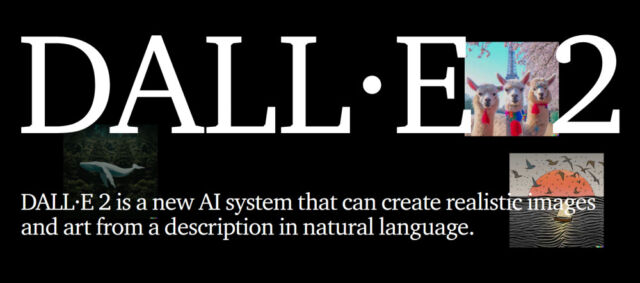 DALL·E 2
DALL·E 2 is a new AI system that can create realistic images
and art from a description in natural language.